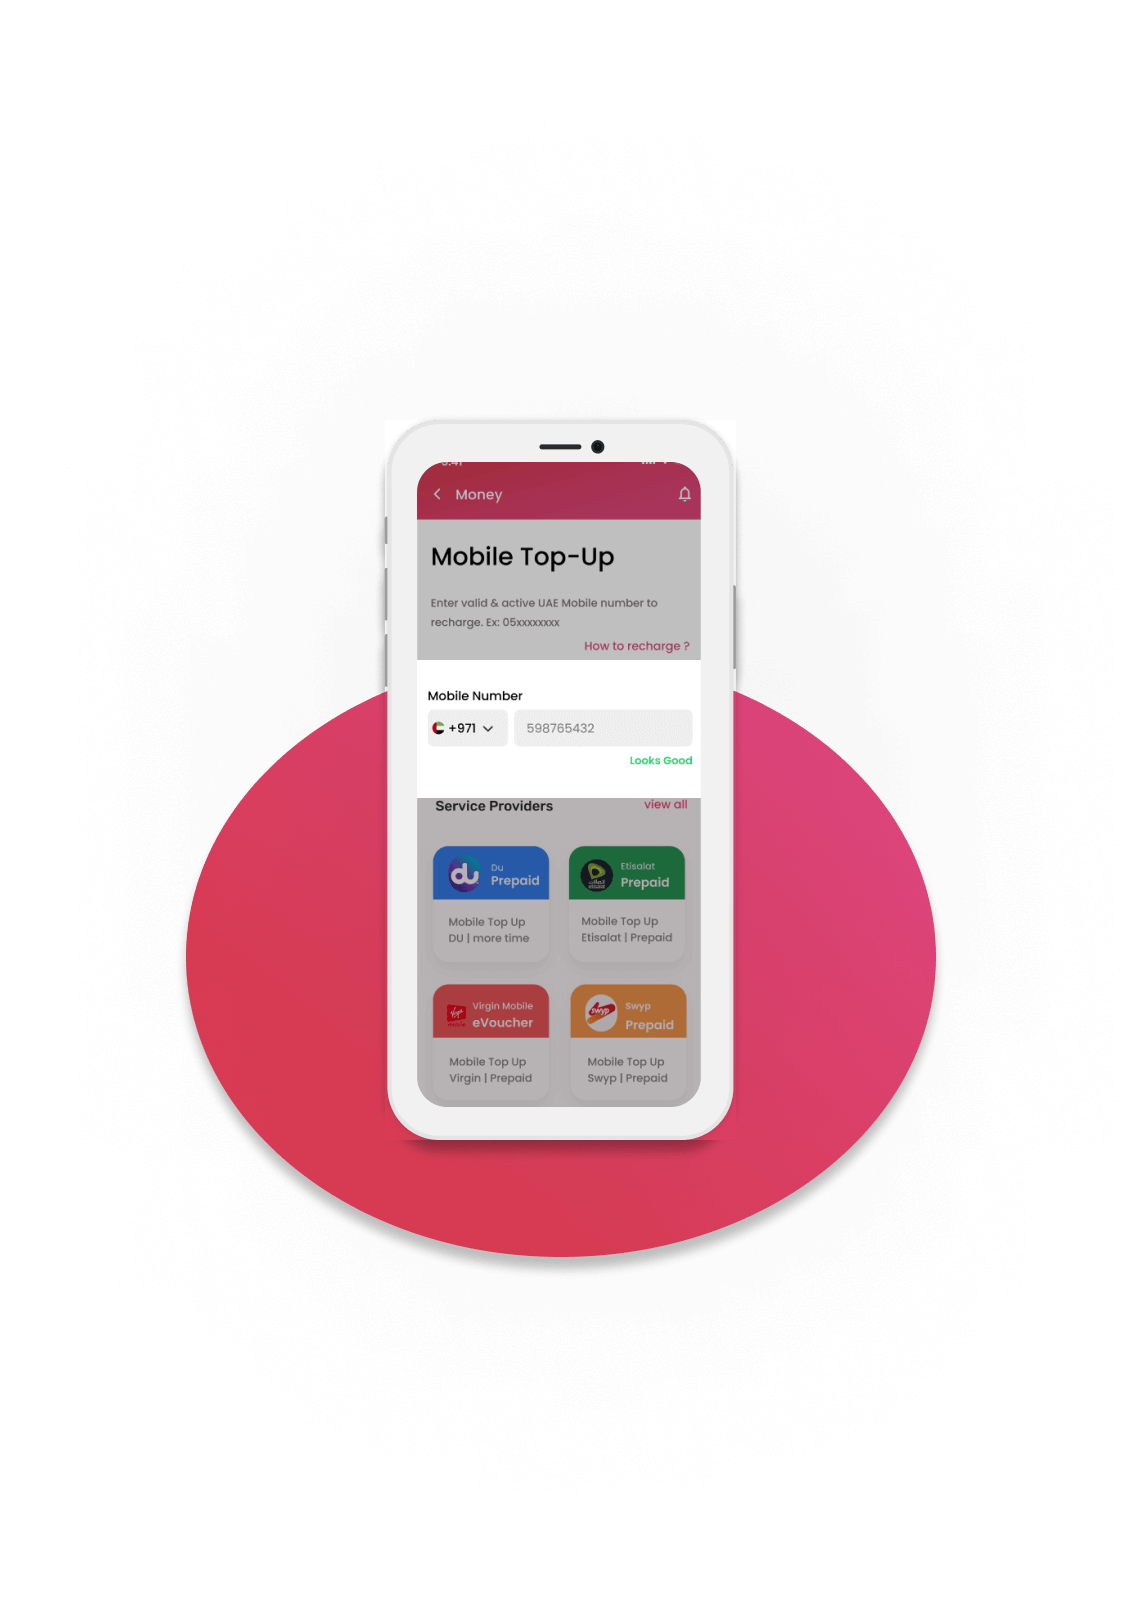 Money
Mobile Top-Up
Enter valid & active UAE Mobile number to
recharge. Ex: 05xxxxxxxx
How to recharge ?
Mobile Number
+971
598765432
Looks Good
Service Providers
view all
du
Du
Prepaid
Etisalat
Prepaid
Mobile Top Up
DU | more time
Mobile Top Up
Etisalat | Prepaid
Virgin Mobile
eVoucher
swyp
Swyp
Prepaid
Mobile Top Up
Virgin | Prepaid
Mobile Top Up
Swyp | Prepaid